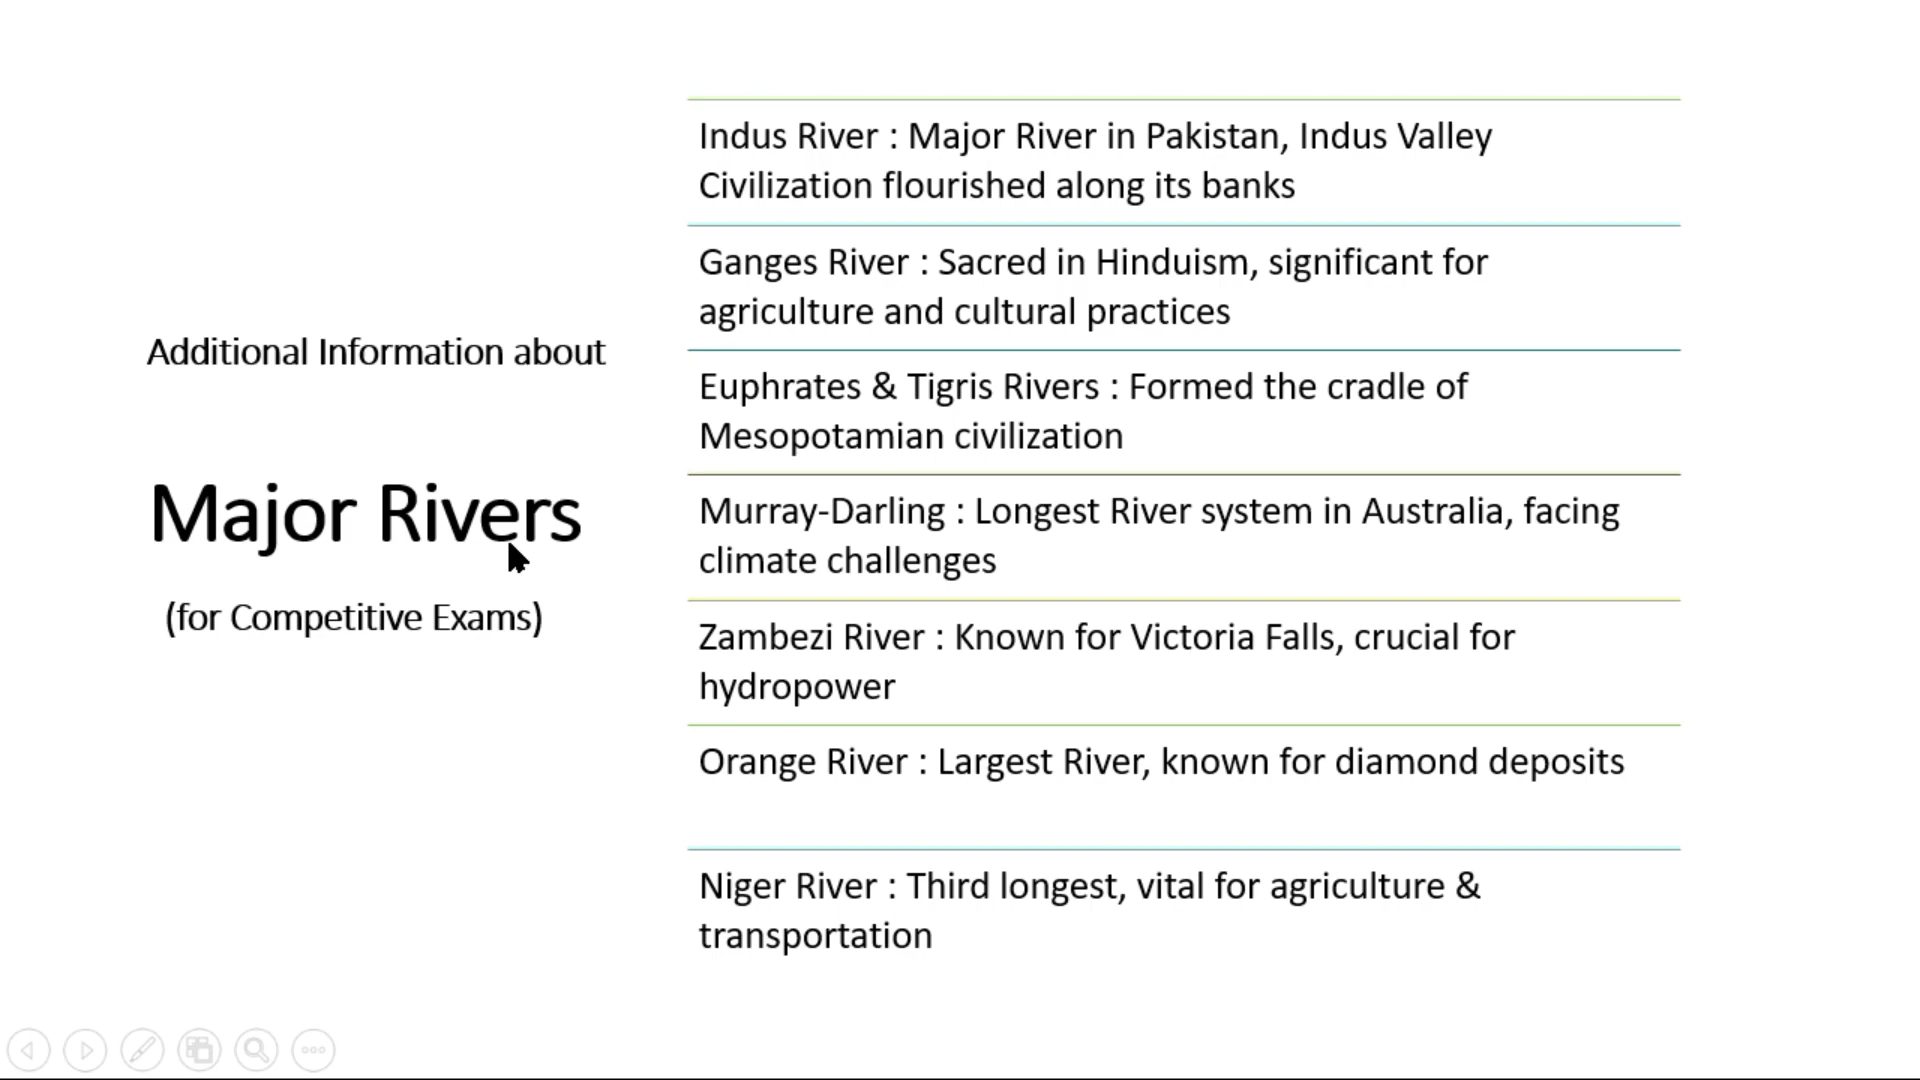 Additional Information about
Major Rivers
(for Competitive Exams)
Indus River : Major River in Pakistan, Indus Valley
Civilization flourished along its banks
Ganges River : Sacred in Hinduism, significant for
agriculture and cultural practices
Euphrates & Tigris Rivers : Formed the cradle of
Mesopotamian civilization
Murray-Darling : Longest River system in Australia, facing
climate challenges
Zambezi River : Known for Victoria Falls, crucial for
hydropower
Orange River : Largest River, known for diamond deposits
Niger River : Third longest, vital for agriculture &
transportation